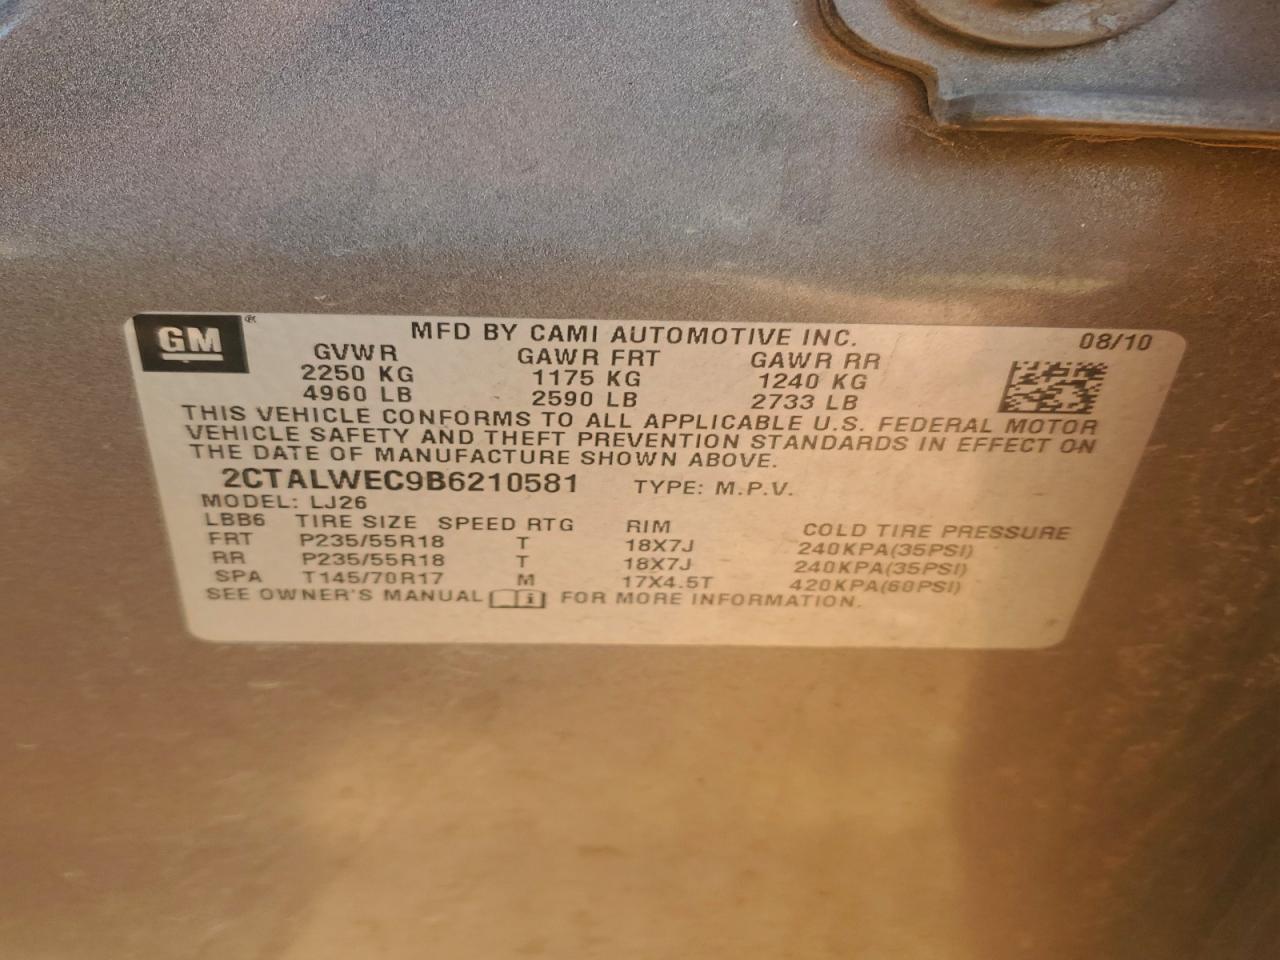 GM®
MFD BY CAMI AUTOMOTIVE INC. 08/10
GVWR GAWR FRT GAWR RR
2250 KG 1175 KG 1240 KG
4960 LB 2590 LB 2733 LB
THIS VEHICLE CONFORMS TO ALL APPLICABLE U.S. FEDERAL MOTOR
VEHICLE SAFETY AND THEFT PREVENTION STANDARDS IN EFFECT ON
THE DATE OF MANUFACTURE SHOWN ABOVE.
2CTALWEC9B6210581 TYPE: M.P.V.
MODEL: LJ26
LBB6 TIRE SIZE SPEED RTG RIM COLD TIRE PRESSURE
FRT P235/55R18 T 18X7J 240KPA(35PSI)
RR P235/55R18 T 18X7J 240KPA(35PSI)
SPA T145/70R17 M 17X4.5T 420KPA(60PSI)
SEE OWNER'S MANUAL i FOR MORE INFORMATION.